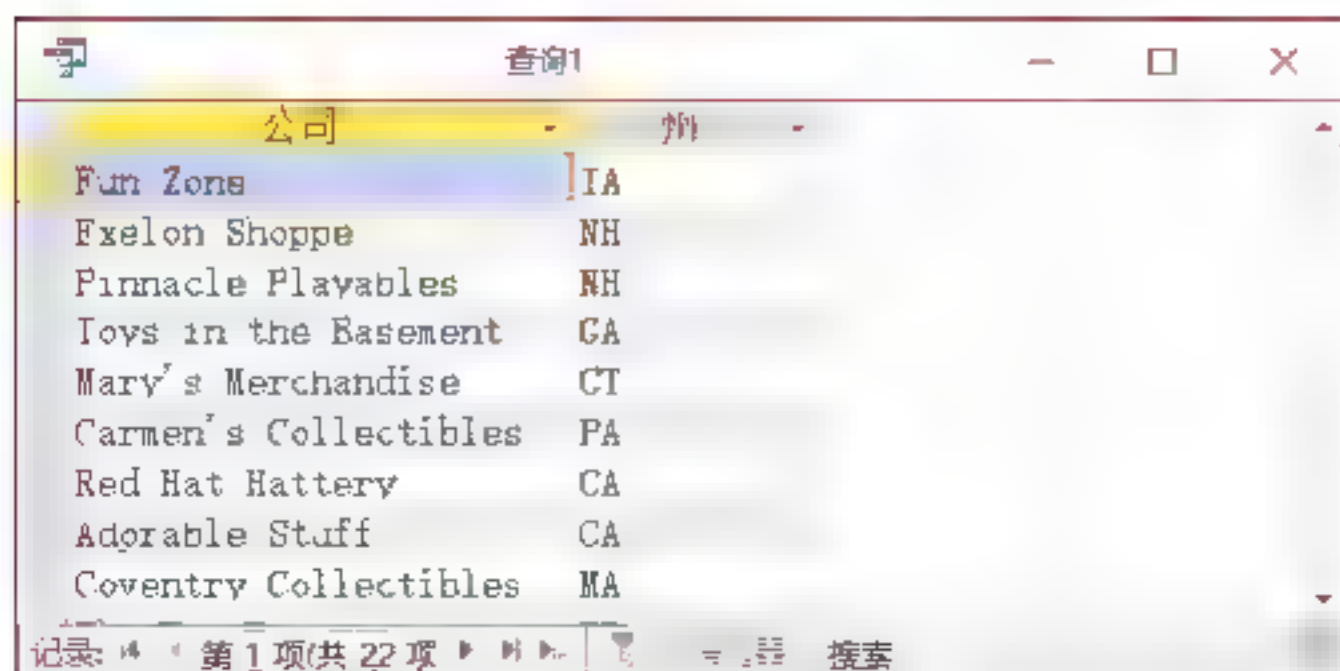 查询1
公司 州
Fun Zone IA
Exelon Shoppe NH
Pinnacle Playables NH
Toys in the Basement GA
Mary's Merchandise CT
Carmen's Collectibles PA
Red Hat Hattery CA
Adorable Stuff CA
Coventry Collectibles MA
记录: 第 1 项(共 22 项 搜索